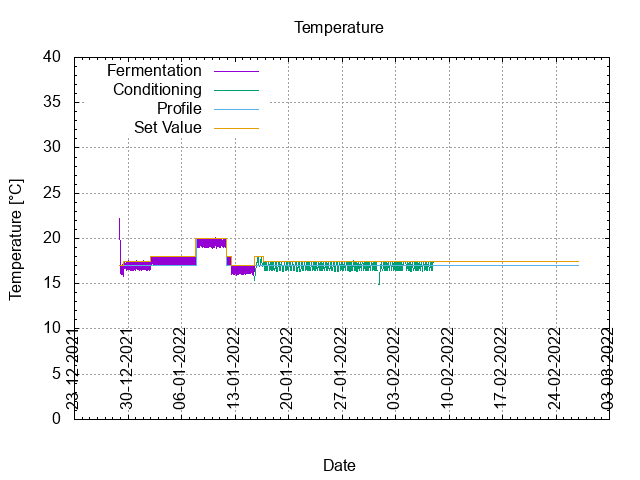 Temperature
Temperature [°C]
40
35
30
25
20
15
10
5
0
Fermentation
Conditioning
Profile
Set Value
23-12-2021
30-12-2021
06-01-2022
13-01-2022
20-01-2022
27-01-2022
03-02-2022
10-02-2022
17-02-2022
24-02-2022
03-03-2022
Date